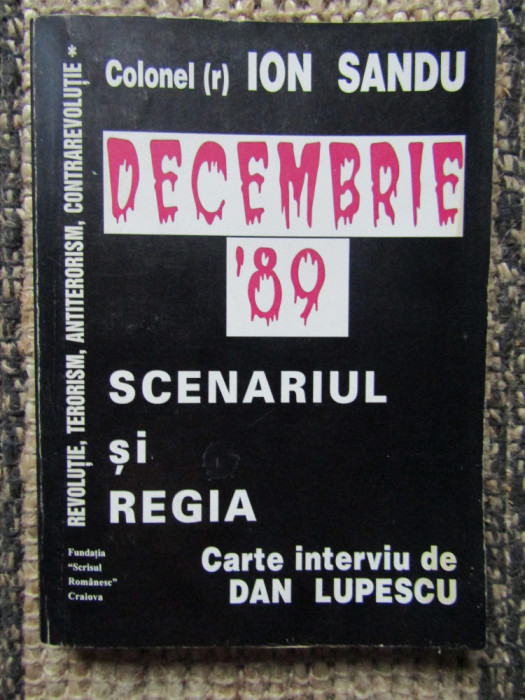 Colonel (r) ION SANDU
DECEMBRIE
'89
SCENARIUL
și
REGIA
Carte interviu de
DAN LUPESCU
Fundația
"Scrisul
Românesc"
Craiova
REVOLUȚIE, TERORISM, ANTITERORISM, CONTRAREVOLUȚIE *